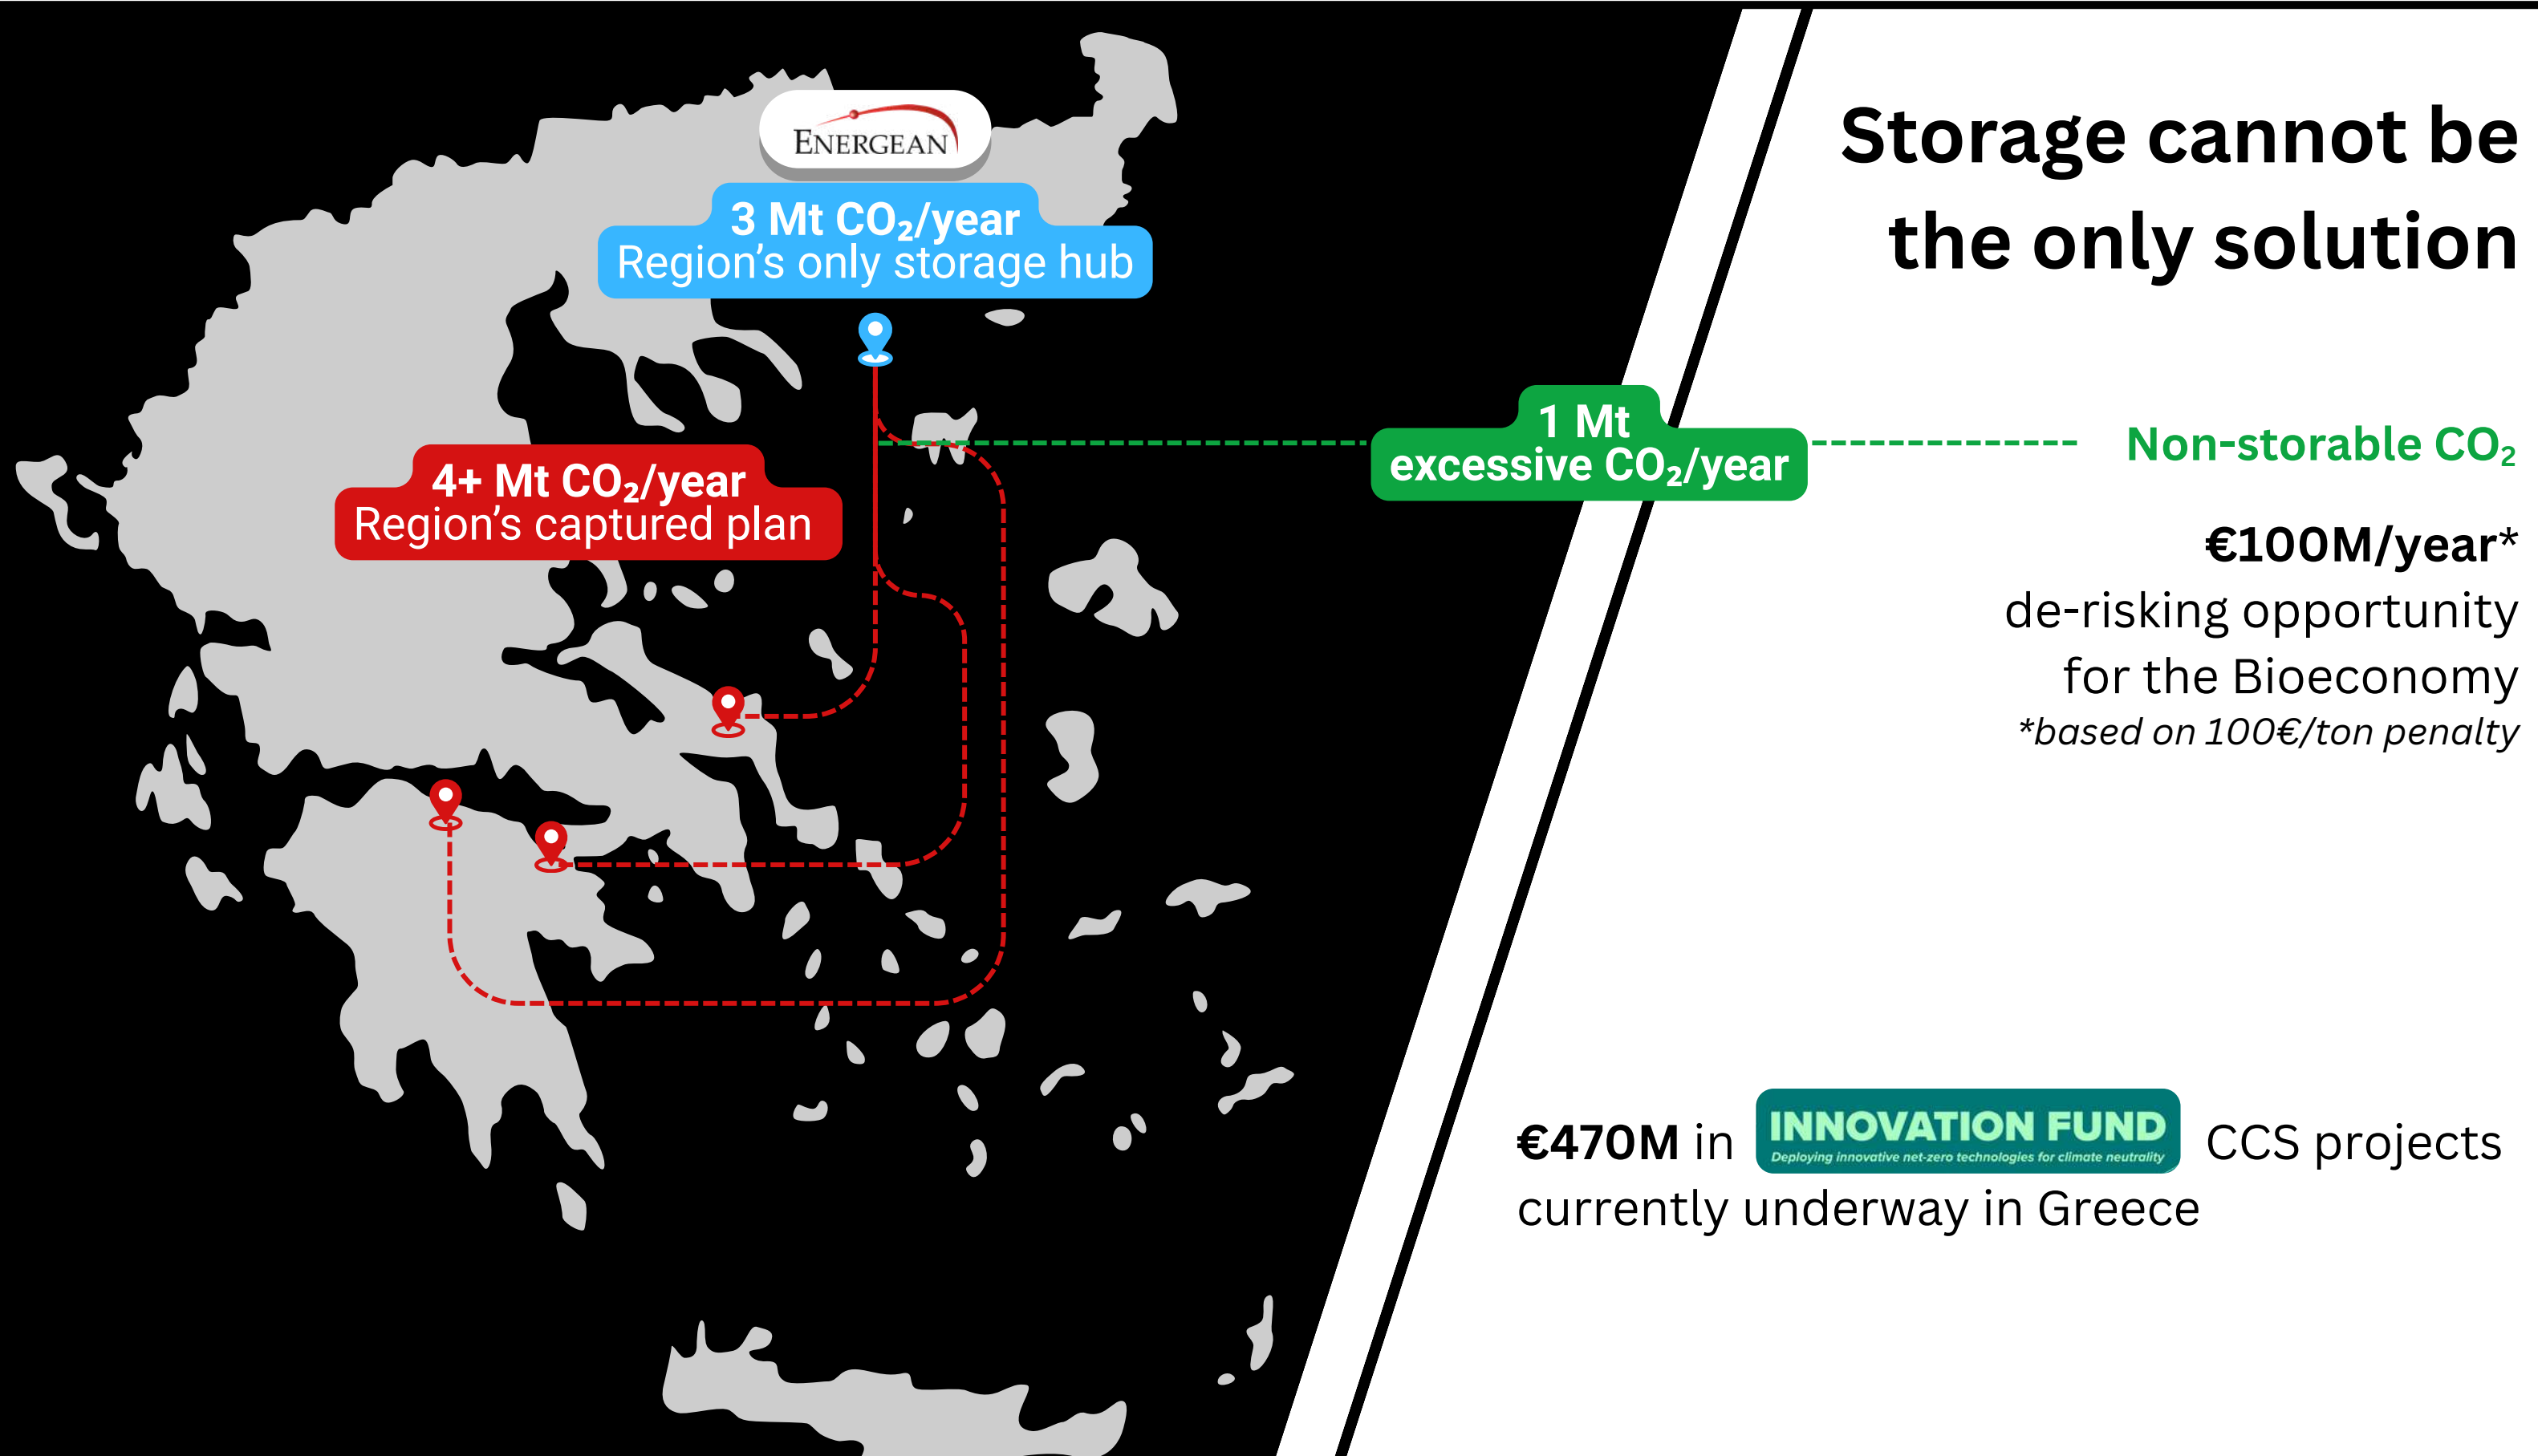 ENERGEAN
3 Mt CO₂/year
Region's only storage hub
4+ Mt CO₂/year
Region's captured plan
1 Mt
excessive CO₂/year
Storage cannot be
the only solution
Non-storable CO₂
€100M/year*
de-risking opportunity
for the Bioeconomy
*based on 100€/ton penalty
€470M in INNOVATION FUND CCS projects
Deploying innovative net-zero technologies for climate neutrality
currently underway in Greece